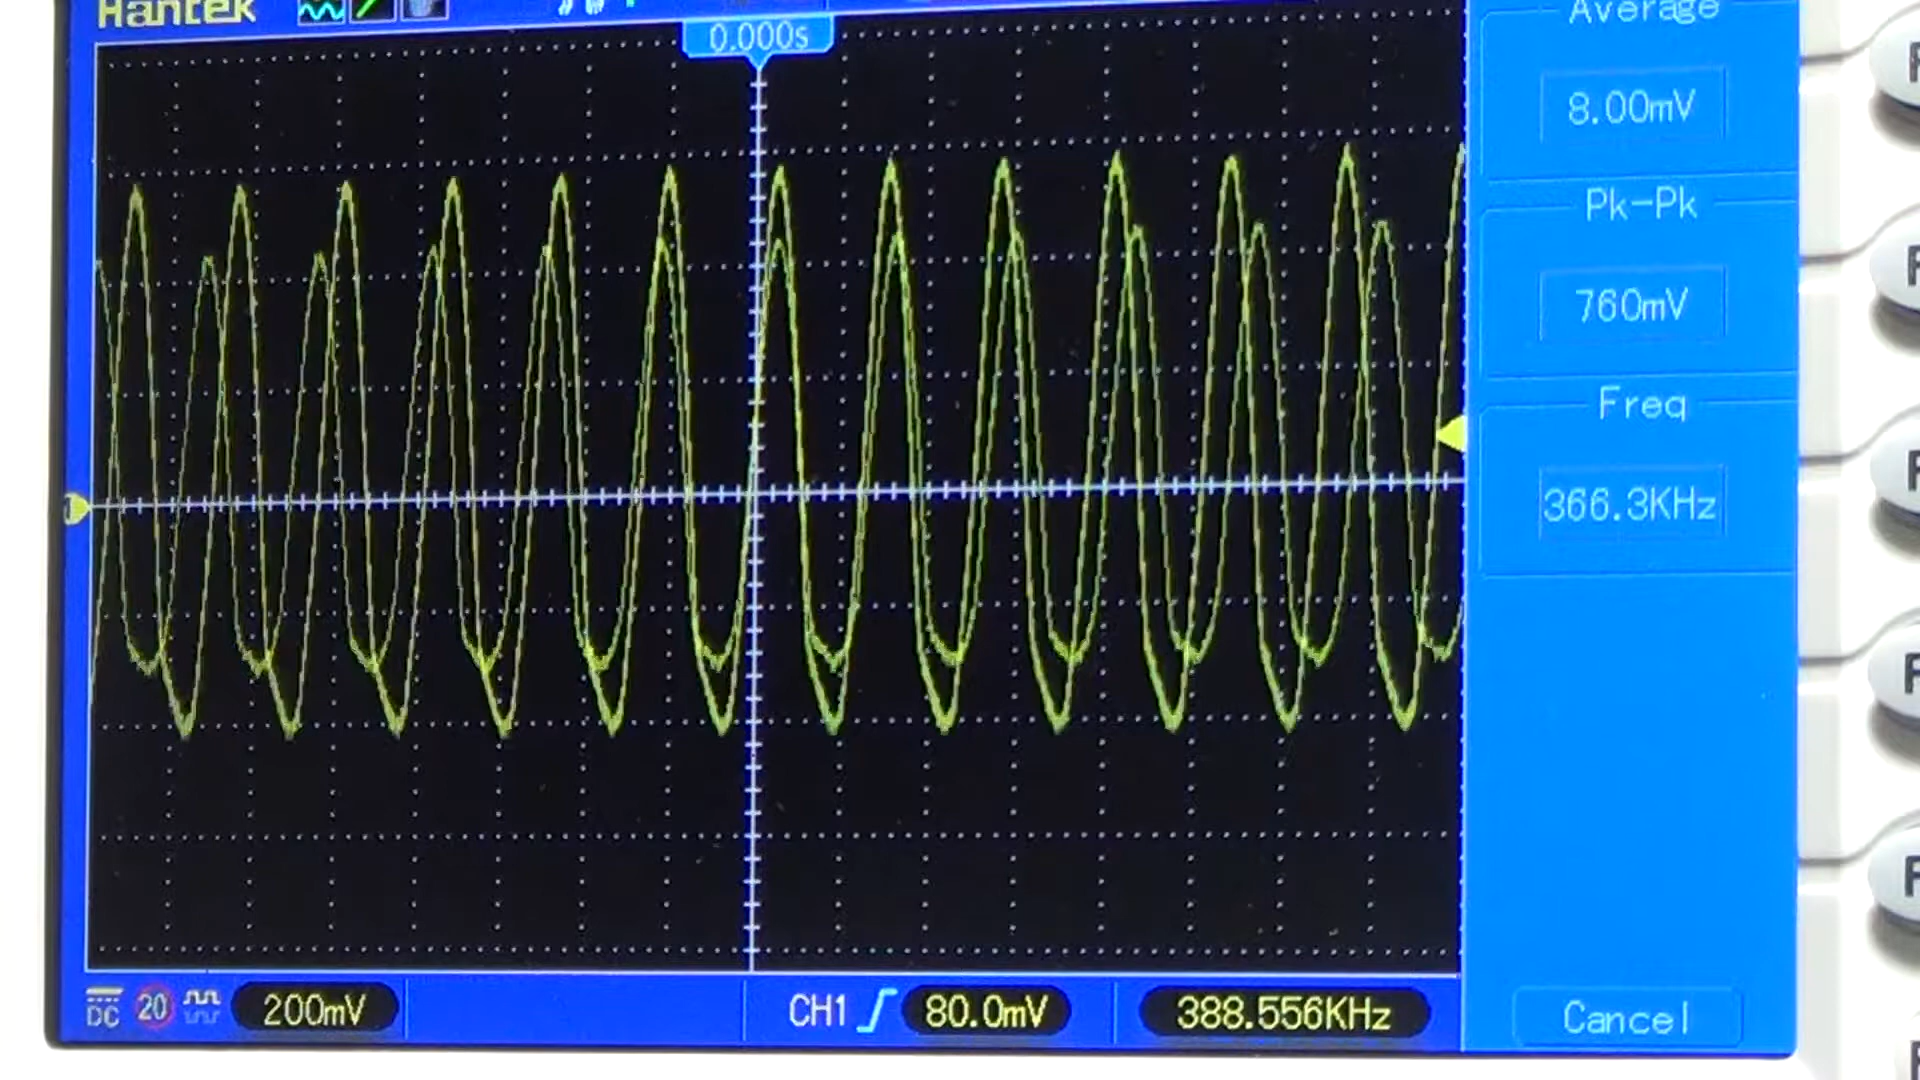 Hantek
0.000s
Average
8.00mV
Pk-Pk
760mV
Freq
366.3KHz
DC 20 200mV
CH1 80.0mV
388.556KHz
Cancel